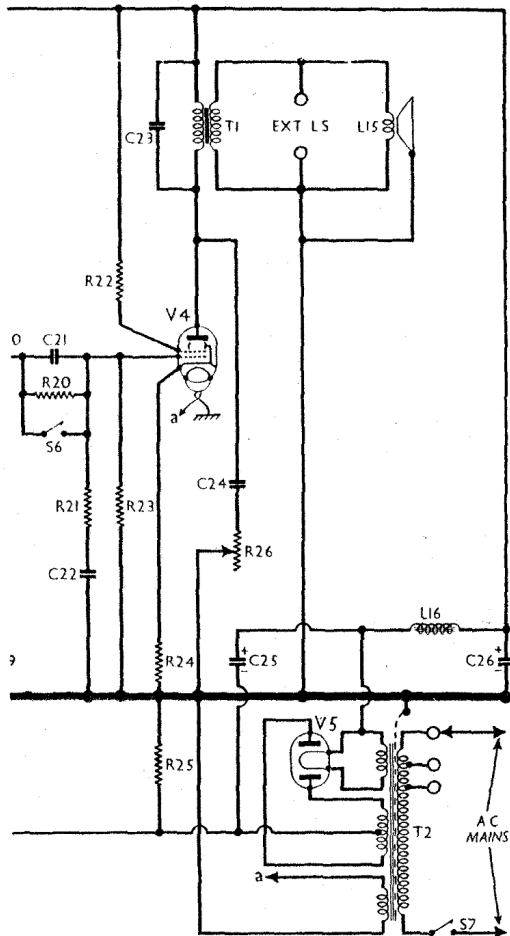 C23
T1
EXT LS
L15
R22
V4
O
C21
R20
a
S6
C24
R21
R23
R26
C22
L16
9
R24
+
C25
-
+
C26
-
V5
R25
T2
AC
MAINS
a
S7